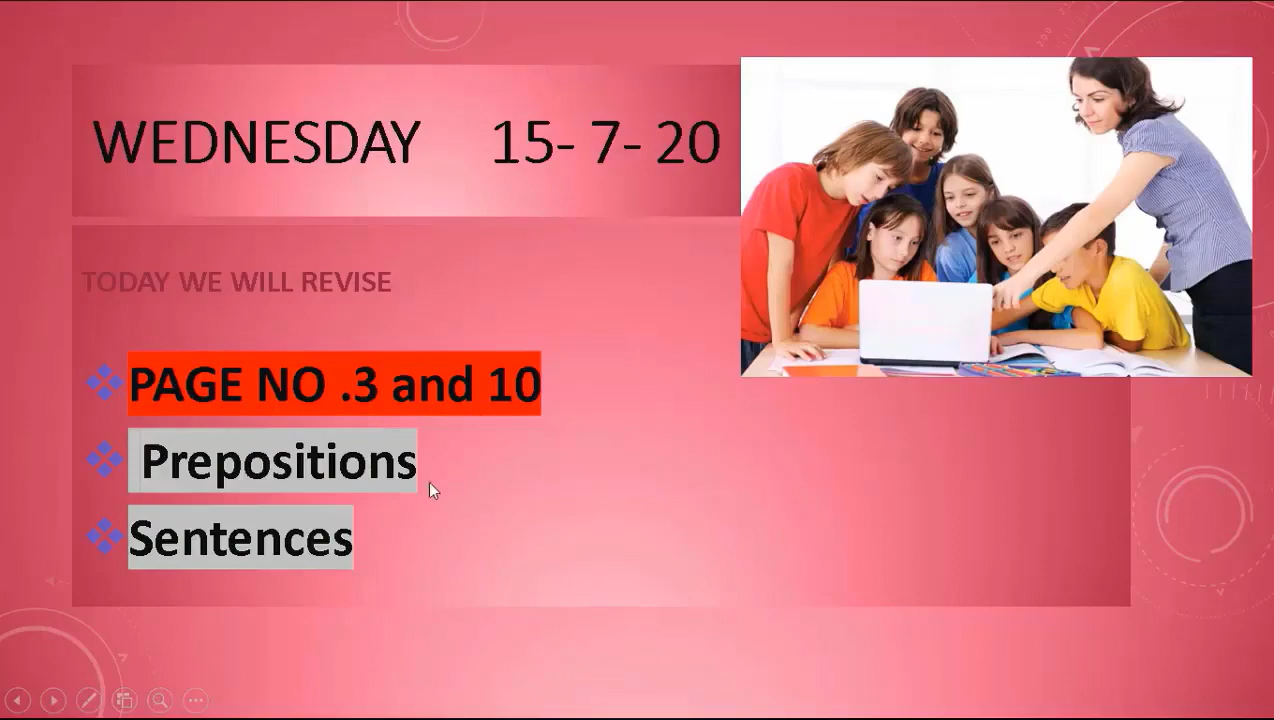 WEDNESDAY 15- 7- 20
TODAY WE WILL REVISE
PAGE NO .3 and 10
Prepositions
Sentences